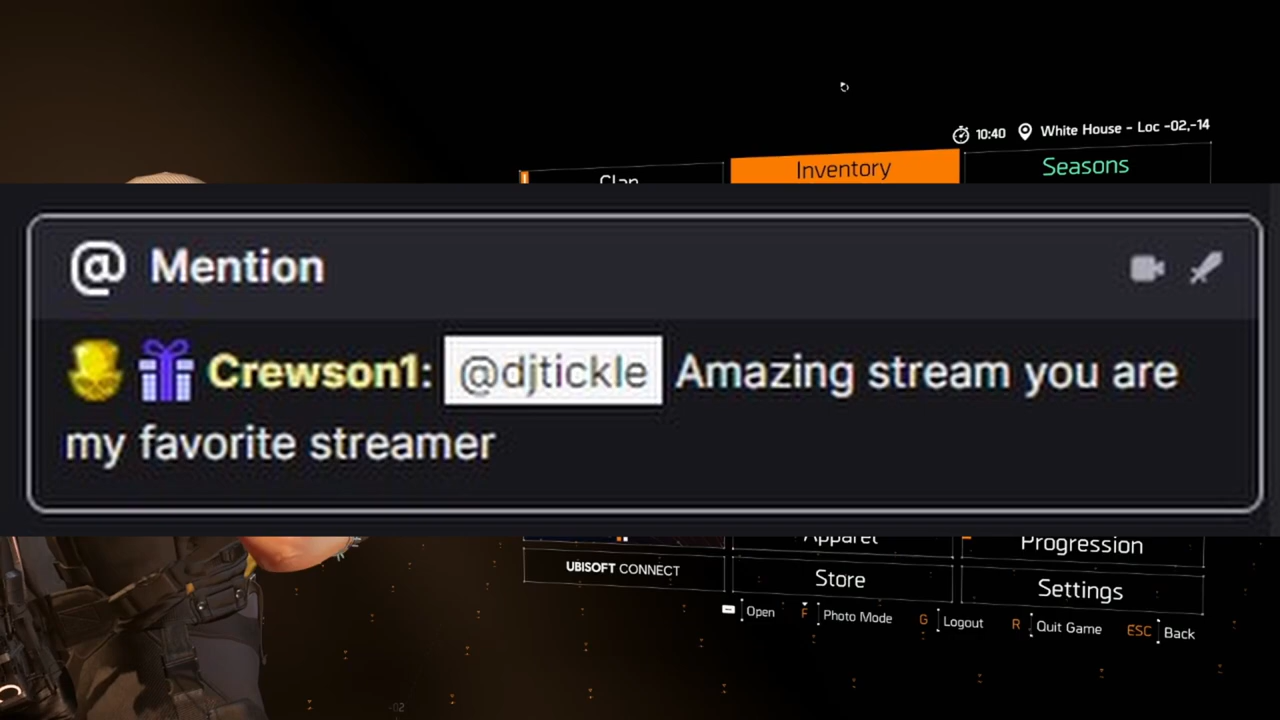 10:40 White House - Loc -02,-14
Clan Inventory Seasons
@ Mention
Crewson1: @djtickle Amazing stream you are
my favorite streamer
Apparel Progression
UBISOFT CONNECT Store Settings
Open F Photo Mode G Logout R Quit Game ESC Back
-02